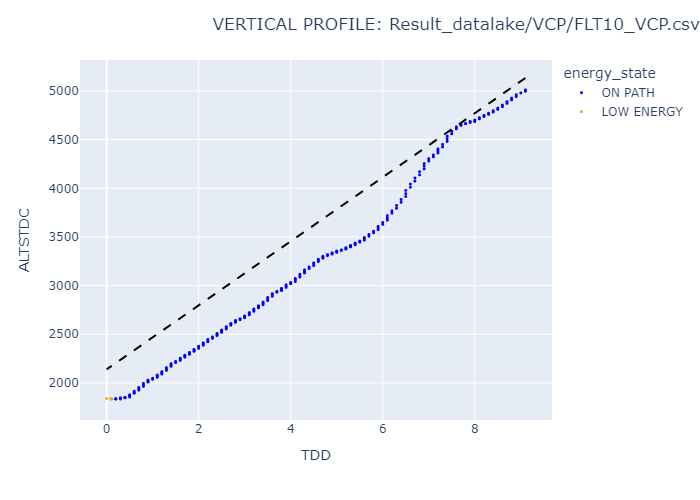 VERTICAL PROFILE: Result_datalake/VCP/FLT10_VCP.csv
energy_state
ON PATH
LOW ENERGY
ALTSTDC
5000
4500
4000
3500
3000
2500
2000
0 2 4 6 8
TDD